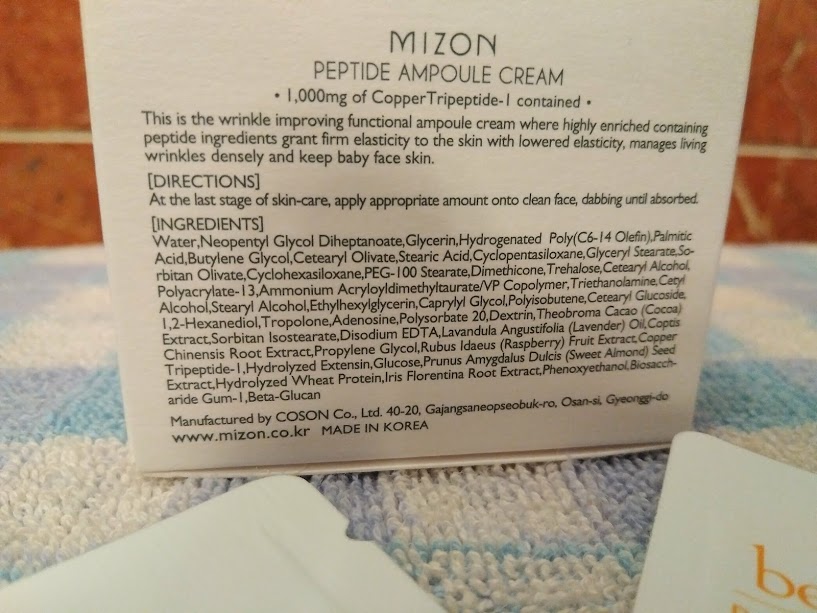 MIZON
PEPTIDE AMPOULE CREAM
• 1,000mg of CopperTripeptide-1 contained •
This is the wrinkle improving functional ampoule cream where highly enriched containing
peptide ingredients grant firm elasticity to the skin with lowered elasticity, manages living
wrinkles densely and keep baby face skin.
[DIRECTIONS]
At the last stage of skin-care, apply appropriate amount onto clean face, dabbing until absorbed.
[INGREDIENTS]
Water,Neopentyl Glycol Diheptanoate,Glycerin,Hydrogenated Poly(C6-14 Olefin),Palmitic
Acid,Butylene Glycol,Cetearyl Olivate,Stearic Acid,Cyclopentasiloxane,Glyceryl Stearate,So-
rbitan Olivate,Cyclohexasiloxane,PEG-100 Stearate,Dimethicone,Trehalose,Cetearyl Alcohol,
Polyacrylate-13,Ammonium Acryloyldimethyltaurate/VP Copolymer,Triethanolamine,Cetyl
Alcohol,Stearyl Alcohol,Ethylhexylglycerin,Caprylyl Glycol,Polyisobutene,Cetearyl Glucoside,
1,2-Hexanediol,Tropolone,Adenosine,Polysorbate 20,Dextrin,Theobroma Cacao (Cocoa)
Extract,Sorbitan Isostearate,Disodium EDTA,Lavandula Angustifolia (Lavender) Oil,Coptis
Chinensis Root Extract,Propylene Glycol,Rubus Idaeus (Raspberry) Fruit Extract,Copper
Tripeptide-1,Hydrolyzed Extensin,Glucose,Prunus Amygdalus Dulcis (Sweet Almond) Seed
Extract,Hydrolyzed Wheat Protein,Iris Florentina Root Extract,Phenoxyethanol,Biosacch-
aride Gum-1,Beta-Glucan
Manufactured by COSON Co., Ltd. 40-20, Gajangsaneopseobuk-ro, Osan-si, Gyeonggi-do
www.mizon.co.kr MADE IN KOREA
be